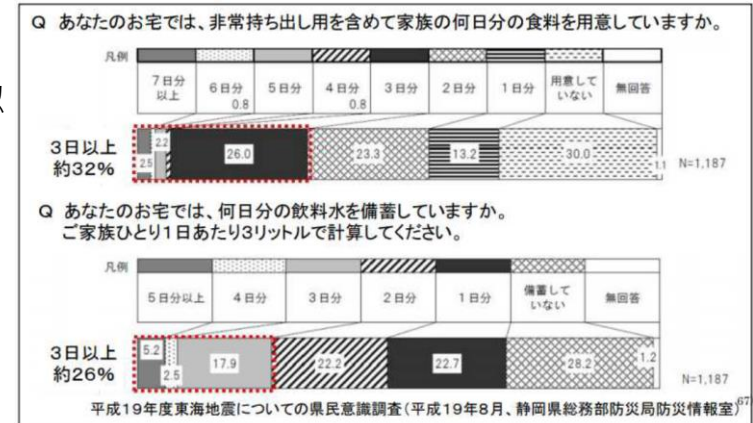 Q あなたのお宅では、非常持ち出し用を含めて家族の何日分の食料を用意していますか。
凡例
7日分以上 6日分 5日分 4日分 3日分 2日分 1日分 用意していない 無回答
0.8 0.8
3日以上
約32%
2.5 2.2 26.0 23.3 13.2 30.0 1.1 N=1,187
Q あなたのお宅では、何日分の飲料水を備蓄していますか。
ご家族ひとり1日あたり3リットルで計算してください。
凡例
5日分以上 4日分 3日分 2日分 1日分 備蓄していない 無回答
3日以上
約26%
5.2 2.5 17.9 22.2 22.7 28.2 1.2 N=1,187
平成19年度東海地震についての県民意識調査(平成19年8月、静岡県総務部防災局防災情報室)
67